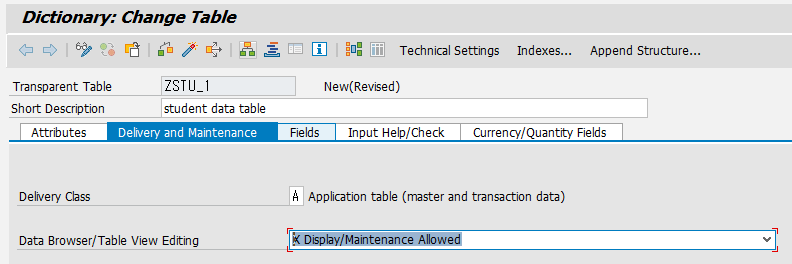 Dictionary: Change Table
Technical Settings Indexes... Append Structure...
Transparent Table ZSTU_1 New(Revised)
Short Description student data table
Attributes Delivery and Maintenance Fields Input Help/Check Currency/Quantity Fields
Delivery Class A Application table (master and transaction data)
Data Browser/Table View Editing X Display/Maintenance Allowed